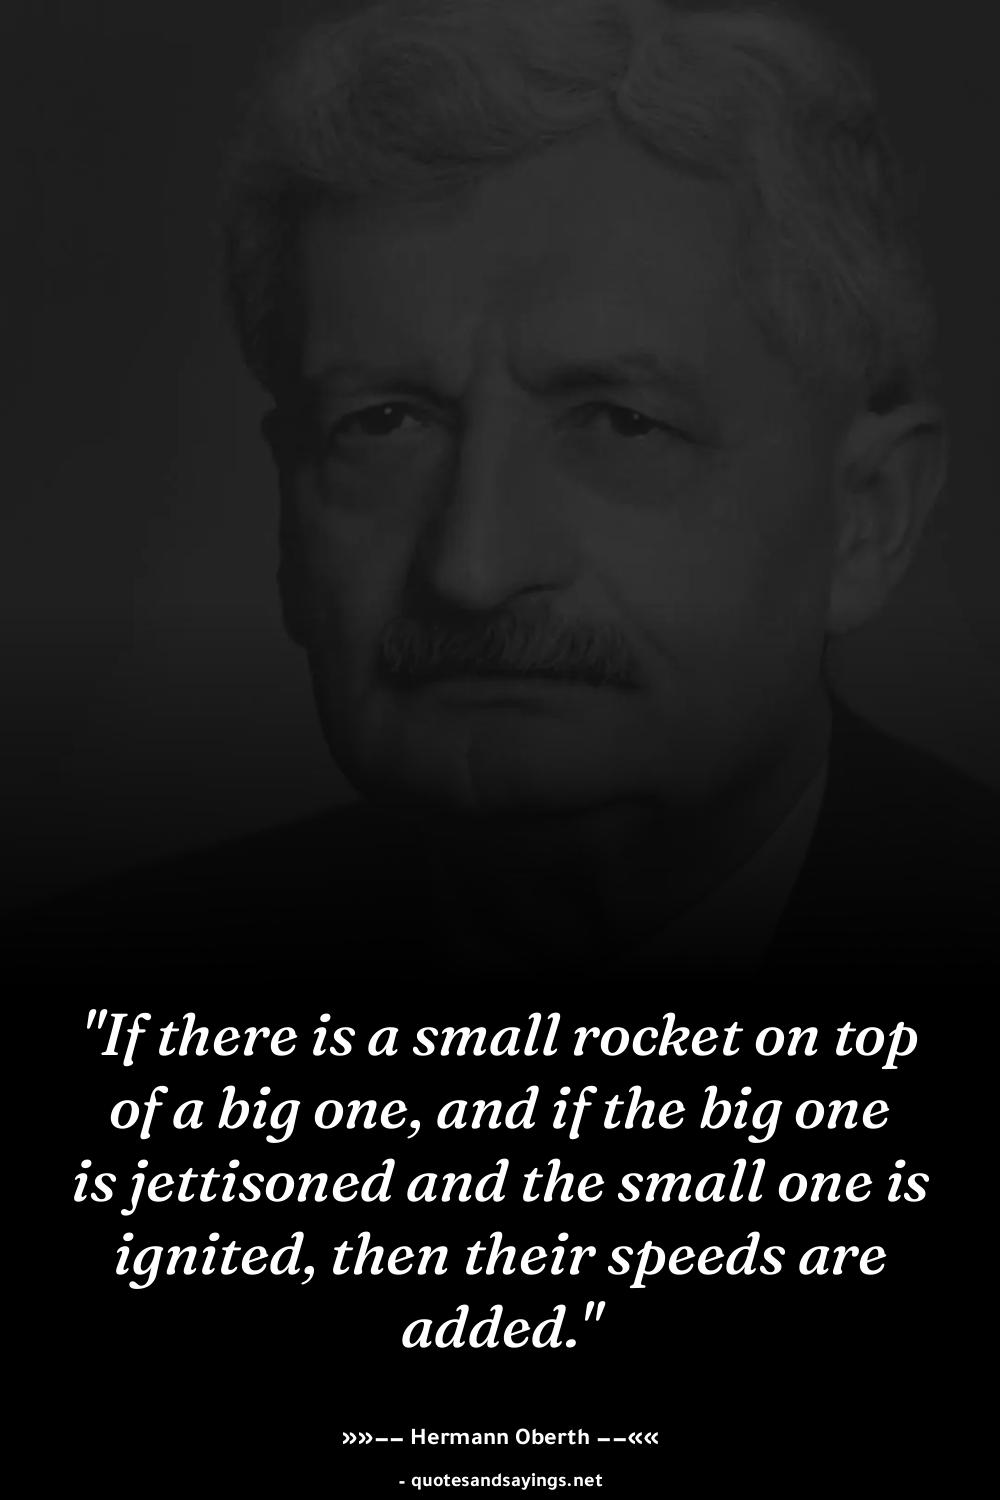 "If there is a small rocket on top
of a big one, and if the big one
is jettisoned and the small one is
ignited, then their speeds are
added."
»»−− Hermann Oberth −−««
- quotesandsayings.net